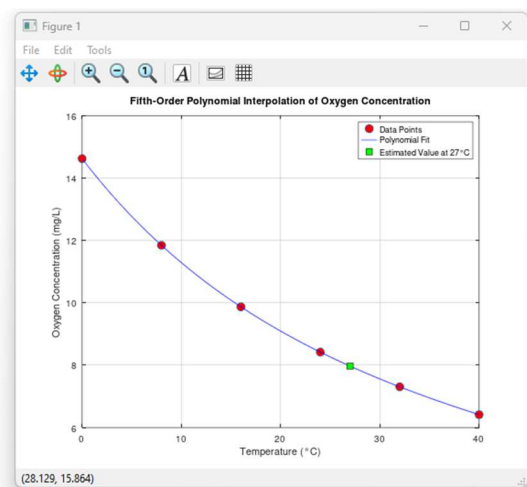 Figure 1
File Edit Tools
A
Fifth-Order Polynomial Interpolation of Oxygen Concentration
16
14
12
10
8
6
Oxygen Concentration (mg/L)
Data Points
Polynomial Fit
Estimated Value at 27°C
0 10 20 30 40
Temperature (°C)
(28.129, 15.864)